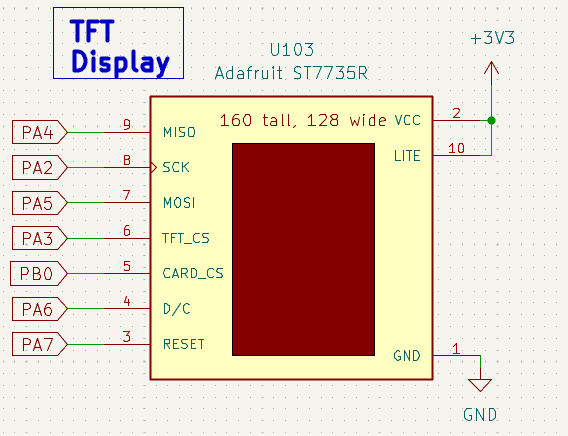 TFT
Display
U103
Adafruit ST7735R
+3V3
160 tall, 128 wide
VCC 2
LITE 10
PA4 9 MISO
PA2 8 SCK
PA5 7 MOSI
PA3 6 TFT_CS
PB0 5 CARD_CS
PA6 4 D/C
PA7 3 RESET
GND 1
GND